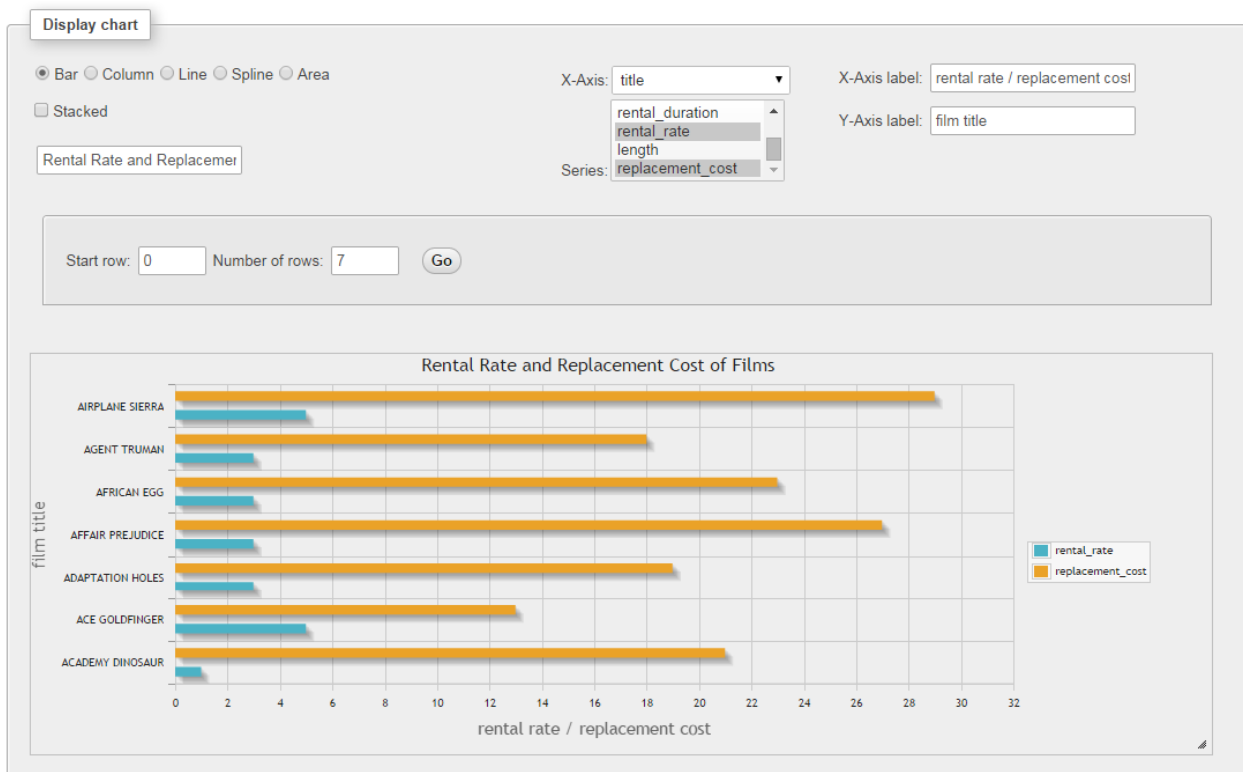 Display chart
Bar Column Line Spline Area
Stacked
Rental Rate and Replacemer
X-Axis: title
rental_duration
rental_rate
length
Series: replacement_cost
X-Axis label: rental rate / replacement cost
Y-Axis label: film title
Start row: 0 Number of rows: 7 Go
Rental Rate and Replacement Cost of Films
film title
AIRPLANE SIERRA
AGENT TRUMAN
AFRICAN EGG
AFFAIR PREJUDICE
ADAPTATION HOLES
ACE GOLDFINGER
ACADEMY DINOSAUR
0 2 4 6 8 10 12 14 16 18 20 22 24 26 28 30 32
rental rate / replacement cost
rental_rate
replacement_cost